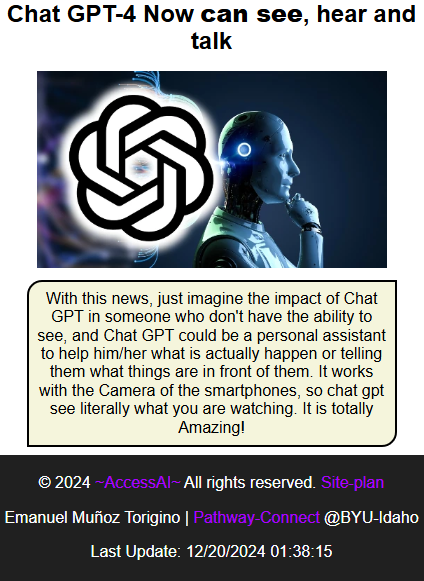 Chat GPT-4 Now can see, hear and
talk
With this news, just imagine the impact of Chat
GPT in someone who don't have the ability to
see, and Chat GPT could be a personal assistant
to help him/her what is actually happen or telling
them what things are in front of them. It works
with the Camera of the smartphones, so chat gpt
see literally what you are watching. It is totally
Amazing!
© 2024 ~AccessAI~ All rights reserved. Site-plan
Emanuel Muñoz Torigino | Pathway-Connect @BYU-Idaho
Last Update: 12/20/2024 01:38:15